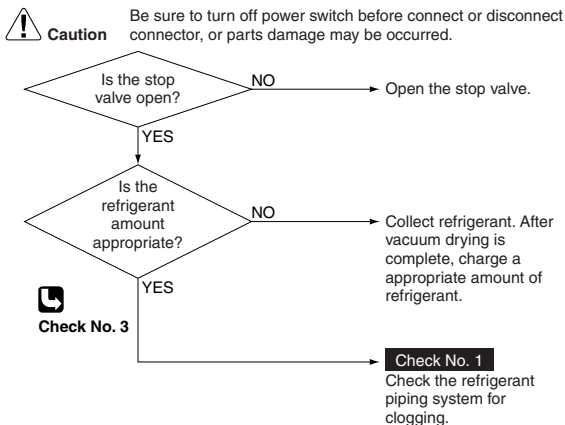 Be sure to turn off power switch before connect or disconnect
Caution connector, or parts damage may be occurred.
Is the stop
valve open?
NO
Open the stop valve.
YES
Is the
refrigerant
amount
appropriate?
NO
Collect refrigerant. After
vacuum drying is
complete, charge a
appropriate amount of
refrigerant.
YES
Check No. 3
Check No. 1
Check the refrigerant
piping system for
clogging.